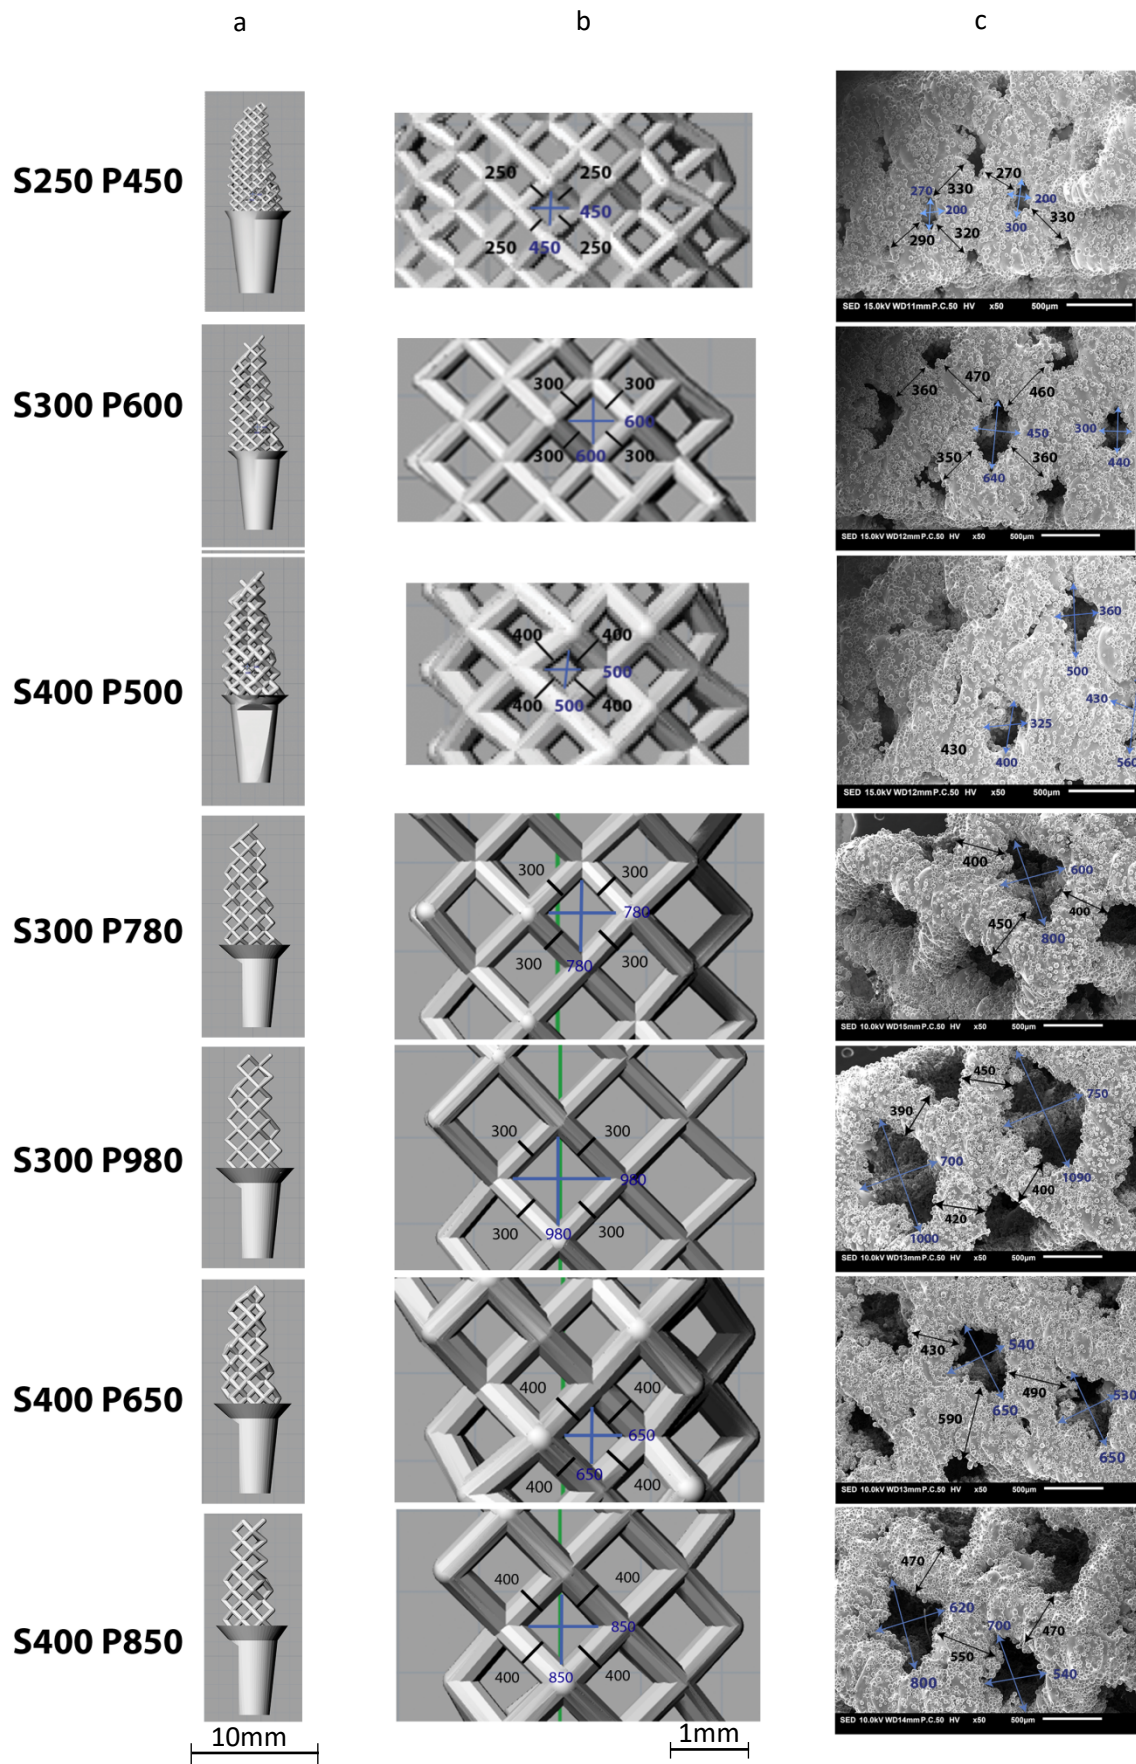 a b c
S250 P450
250 250
450
250 450 250
270 270
330
200 200
300
330
290 320
SED 15.0kV WD11mm P.C.50 HV x50 500µm
S300 P600
300 300
600
300 600 300
470
360 460
450 300
440
350 360
640
SED 15.0kV WD12mm P.C.50 HV x50 500µm
S400 P500
400 400
500
400 500 400
360
500
430
325
430
400 560
SED 15.0kV WD12mm P.C.50 HV x50 500µm
S300 P780
300 300
780
300 780 300
400
600
400
450
800
SED 10.0kV WD15mm P.C.50 HV x50 500µm
S300 P980
300 300
980
300 980 300
450
750
390
700
1090
400
420
1000
SED 10.0kV WD13mm P.C.50 HV x50 500µm
S400 P650
400 400
650
400 650 400
430 540
490 530
590 650
650
SED 10.0kV WD13mm P.C.50 HV x50 500µm
S400 P850
400 400
850
400 850 400
470
620
700 470
550
800 540
SED 10.0kV WD14mm P.C.50 HV x50 500µm
10mm 1mm